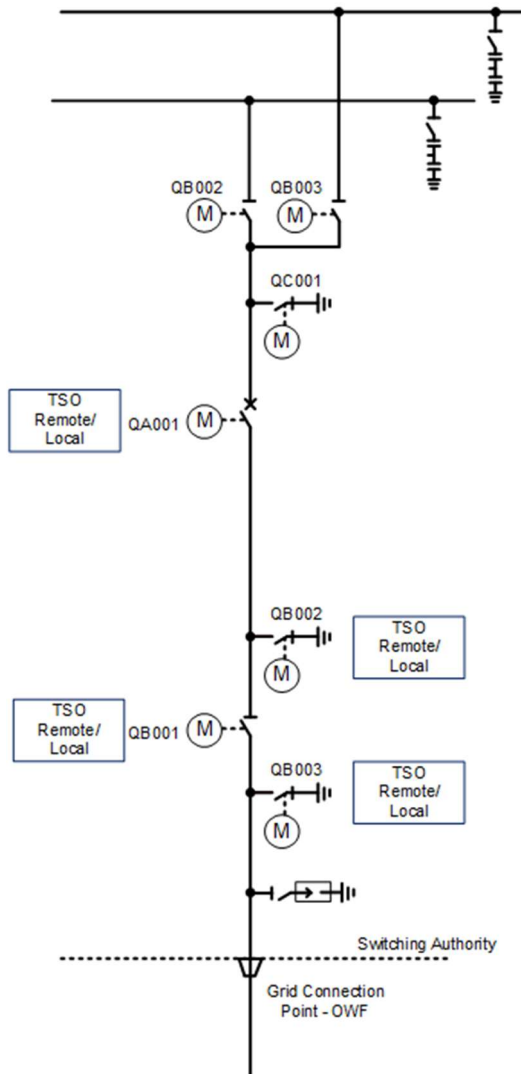 QB002
QB003
M
M
QC001
M
TSO
Remote/
Local
QA001
M
QB002
M
TSO
Remote/
Local
TSO
Remote/
Local
QB001
M
QB003
M
TSO
Remote/
Local
Switching Authority
Grid Connection
Point - OWF